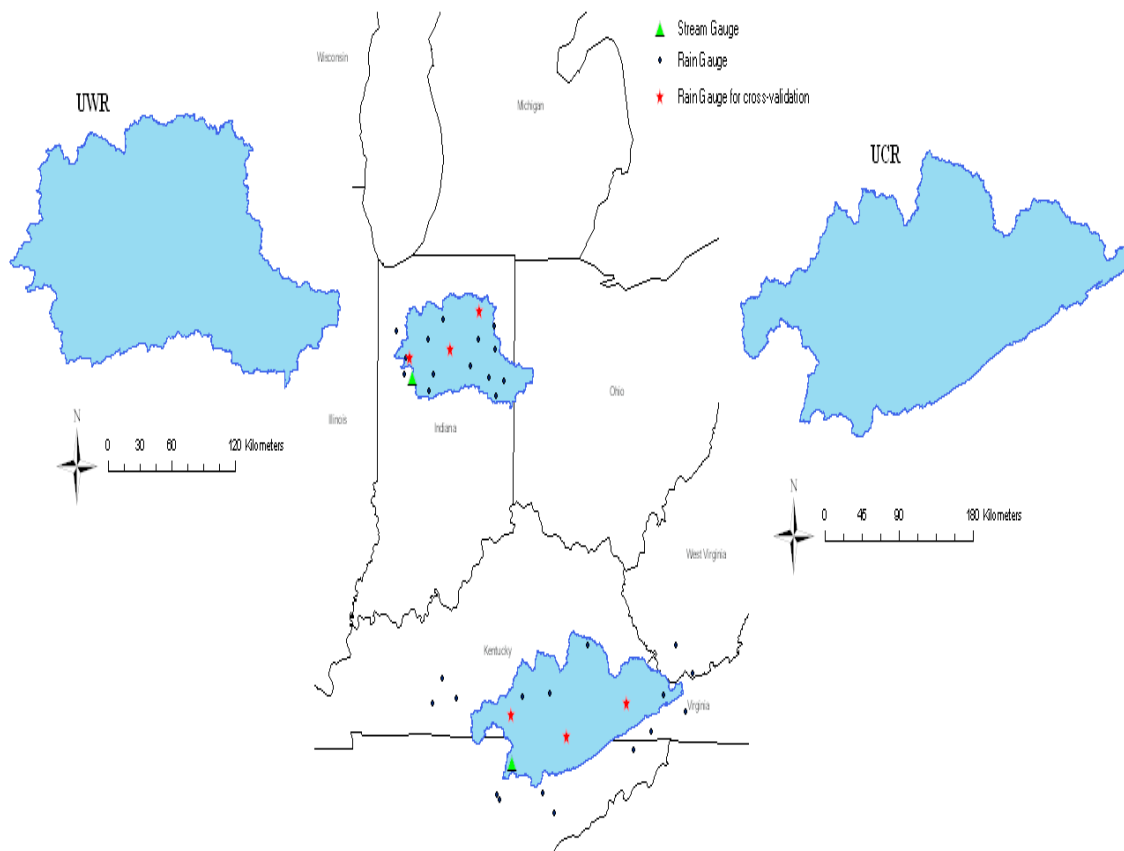 Stream Gauge
Rain Gauge
Rain Gauge for cross-validation
Wisconsin
Michigan
UWR
UCR
Ohio
Illinois
Indiana
N
0 30 60 120 Kilometers
N
0 45 90 180 Kilometers
West Virginia
Kentucky
Virginia